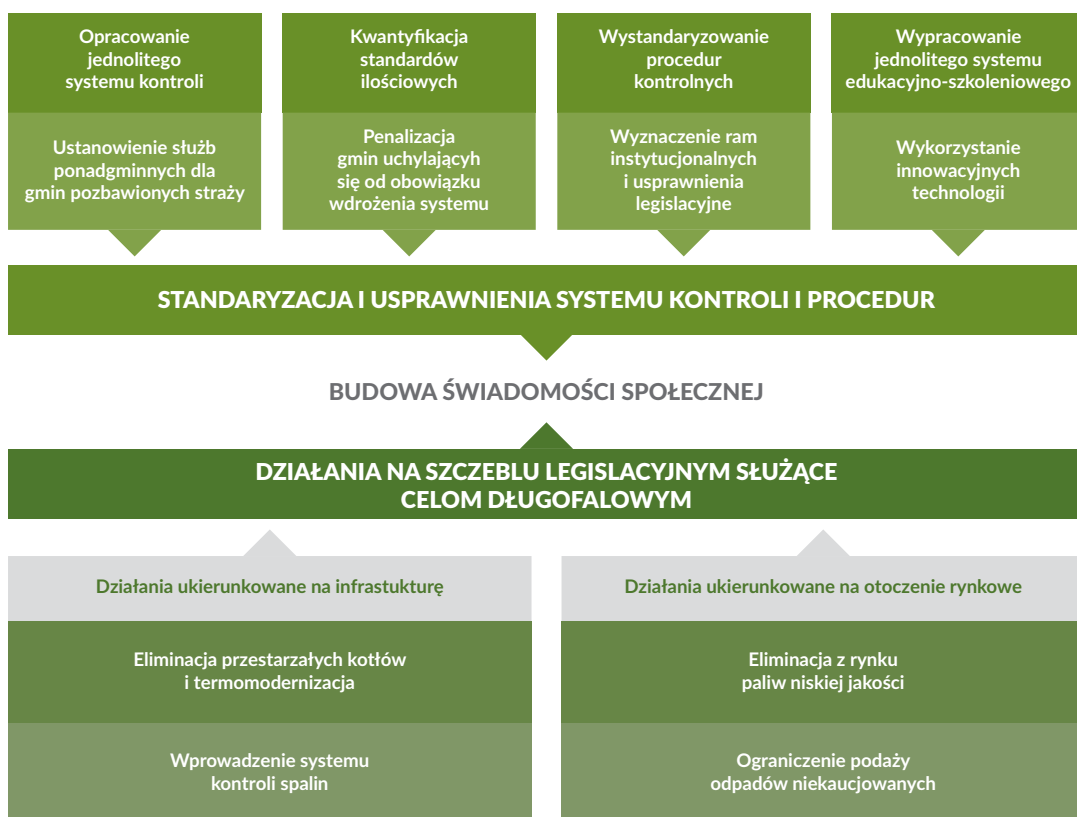 Opracowanie
jednolitego
systemu kontroli
Ustanowienie służb
ponadgminnych dla
gmin pozbawionych straży
Kwantyfikacja
standardów
ilościowych
Penalizacja
gmin uchylającyh
się od obowiązku
wdrożenia systemu
Wystandaryzowanie
procedur
kontrolnych
Wyznaczenie ram
instytucjonalnych
i usprawnienia
legislacyjne
Wypracowanie
jednolitego systemu
edukacyjno-szkoleniowego
Wykorzystanie
innowacyjnych
technologii
STANDARYZACJA I USPRAWNIENIA SYSTEMU KONTROLI I PROCEDUR
BUDOWA ŚWIADOMOŚCI SPOŁECZNEJ
DZIAŁANIA NA SZCZEBLU LEGISLACYJNYM SŁUŻĄCE
CELOM DŁUGOFALOWYM
Działania ukierunkowane na infrastukturę
Eliminacja przestarzałych kotłów
i termomodernizacja
Wprowadzenie systemu
kontroli spalin
Działania ukierunkowane na otoczenie rynkowe
Eliminacja z rynku
paliw niskiej jakości
Ograniczenie podaży
odpadów niekaucjowanych